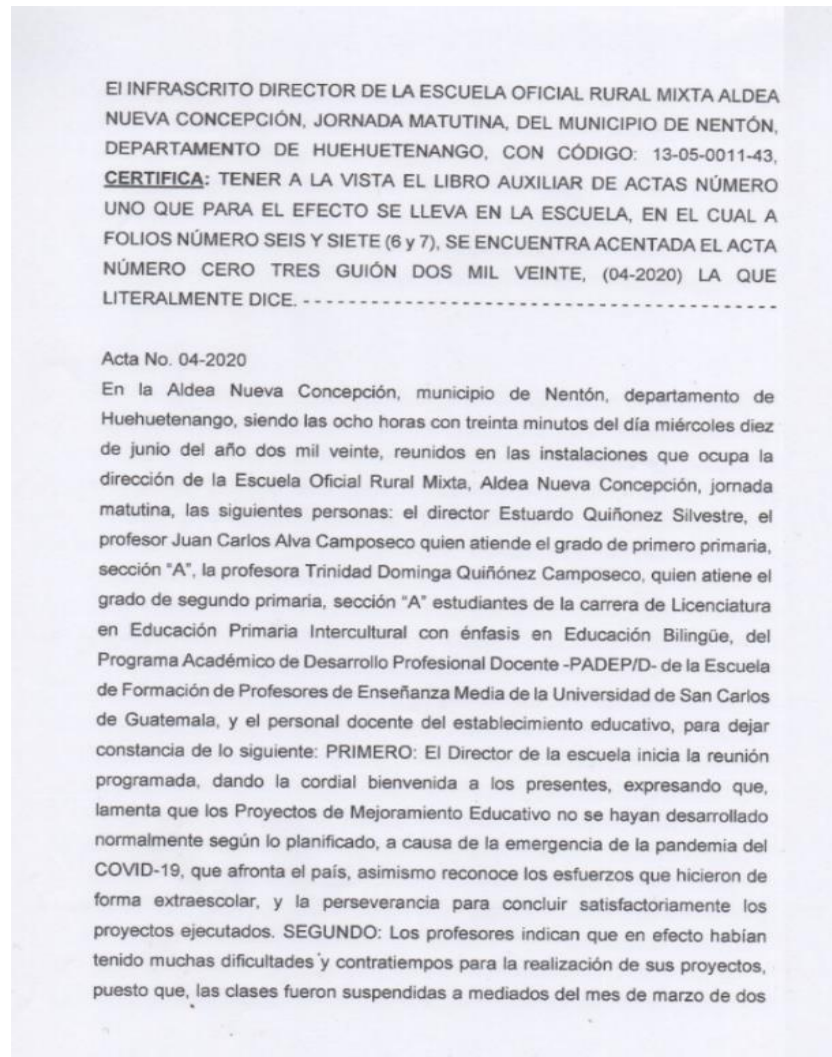 El INFRASCRITO DIRECTOR DE LA ESCUELA OFICIAL RURAL MIXTA ALDEA
NUEVA CONCEPCIÓN, JORNADA MATUTINA, DEL MUNICIPIO DE NENTÓN,
DEPARTAMENTO DE HUEHUETENANGO, CON CÓDIGO: 13-05-0011-43,
CERTIFICA: TENER A LA VISTA EL LIBRO AUXILIAR DE ACTAS NÚMERO
UNO QUE PARA EL EFECTO SE LLEVA EN LA ESCUELA, EN EL CUAL A
FOLIOS NÚMERO SEIS Y SIETE (6 y 7), SE ENCUENTRA ACENTADA EL ACTA
NÚMERO CERO TRES GUIÓN DOS MIL VEINTE, (04-2020) LA QUE
LITERALMENTE DICE. - - - - - - - - - - - - - - - - - - - - - - - - - - - - - - - - - - - - - - - - - - - -
Acta No. 04-2020
En la Aldea Nueva Concepción, municipio de Nentón, departamento de
Huehuetenango, siendo las ocho horas con treinta minutos del día miércoles diez
de junio del año dos mil veinte, reunidos en las instalaciones que ocupa la
dirección de la Escuela Oficial Rural Mixta, Aldea Nueva Concepción, jornada
matutina, las siguientes personas: el director Estuardo Quiñonez Silvestre, el
profesor Juan Carlos Alva Camposeco quien atiende el grado de primero primaria,
sección "A", la profesora Trinidad Dominga Quiñónez Camposeco, quien atiene el
grado de segundo primaria, sección "A" estudiantes de la carrera de Licenciatura
en Educación Primaria Intercultural con énfasis en Educación Bilingüe, del
Programa Académico de Desarrollo Profesional Docente -PADEP/D- de la Escuela
de Formación de Profesores de Enseñanza Media de la Universidad de San Carlos
de Guatemala, y el personal docente del establecimiento educativo, para dejar
constancia de lo siguiente: PRIMERO: El Director de la escuela inicia la reunión
programada, dando la cordial bienvenida a los presentes, expresando que,
lamenta que los Proyectos de Mejoramiento Educativo no se hayan desarrollado
normalmente según lo planificado, a causa de la emergencia de la pandemia del
COVID-19, que afronta el país, asimismo reconoce los esfuerzos que hicieron de
forma extraescolar, y la perseverancia para concluir satisfactoriamente los
proyectos ejecutados. SEGUNDO: Los profesores indican que en efecto habían
tenido muchas dificultades y contratiempos para la realización de sus proyectos,
puesto que, las clases fueron suspendidas a mediados del mes de marzo de dos